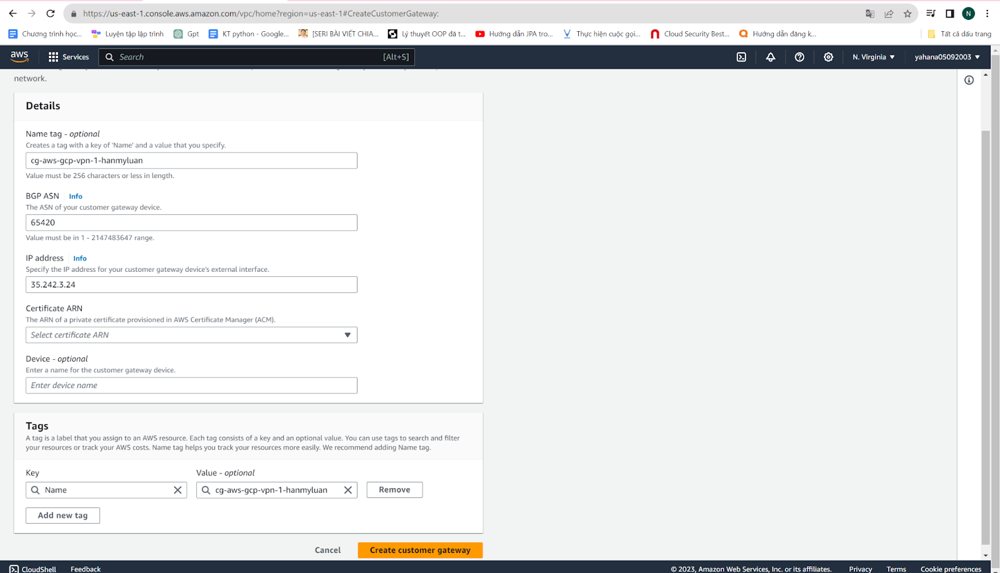 https://us-east-1.console.aws.amazon.com/vpc/home?region=us-east-1#CreateCustomerGateway:
N
Chương trình học...
Luyện tập lập trình
Gpt
KT python - Google...
[SERI BÀI VIẾT CHIA...
Lý thuyết OOP đã t...
Hướng dẫn JPA tro...
Thực hiện cuộc gọi...
Cloud Security Best...
Hướng dẫn đăng k...
Tất cả dấu trang
aws
Services
Search
[Alt+S]
N. Virginia
yahana05092003
network.
Details
Name tag - optional
Creates a tag with a key of 'Name' and a value that you specify.
cg-aws-gcp-vpn-1-hanmyluan
Value must be 256 characters or less in length.
BGP ASN Info
The ASN of your customer gateway device.
65420
Value must be in 1 - 2147483647 range.
IP address Info
Specify the IP address for your customer gateway device's external interface.
35.242.3.24
Certificate ARN
The ARN of a private certificate provisioned in AWS Certificate Manager (ACM).
Select certificate ARN
Device - optional
Enter a name for the customer gateway device.
Enter device name
Tags
A tag is a label that you assign to an AWS resource. Each tag consists of a key and an optional value. You can use tags to search and filter
your resources or track your AWS costs. Name tag helps you track your resources more easily. We recommend adding Name tag.
Key
Value - optional
Name
cg-aws-gcp-vpn-1-hanmyluan
Remove
Add new tag
Cancel
Create customer gateway
CloudShell
Feedback
© 2023, Amazon Web Services, Inc. or its affiliates.
Privacy
Terms
Cookie preferences